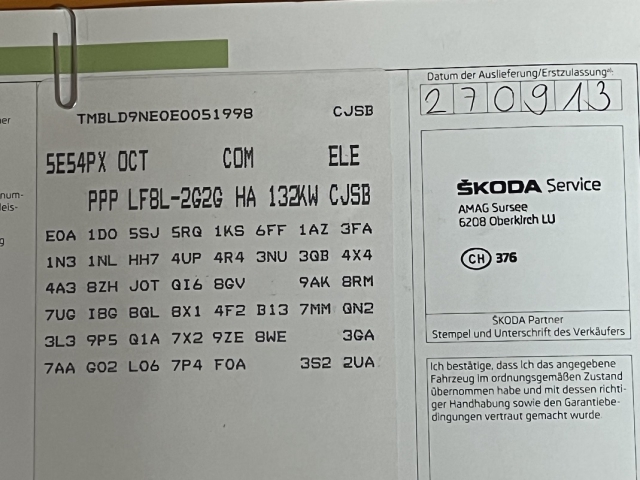 TMBLD9NE0E0051998 CJSB
5E54PX OCT COM ELE
PPP LF8L-2G2G HA 132KW CJSB
E0A 1D0 5SJ 5RQ 1KS 6FF 1AZ 3FA
1N3 1NL HH7 4UP 4R4 3NU 3QB 4X4
4A3 8ZH J0T QI6 8GV 9AK 8RM
7UG I8G 8QL 8X1 4F2 B13 7MM QN2
3L3 9P5 Q1A 7X2 9ZE 8WE 3GA
7AA G02 L06 7P4 F0A 3S2 2UA
Datum der Auslieferung/Erstzulassung
270913
ŠKODA Service
AMAG Sursee
6208 Oberkirch LU
CH 376
ŠKODA Partner
Stempel und Unterschrift des Verkäufers
Ich bestätige, dass ich das angegebene
Fahrzeug im ordnungsgemäßen Zustand
übernommen habe und mit dessen richti-
ger Handhabung sowie den Garantiebe-
dingungen vertraut gemacht wurde.